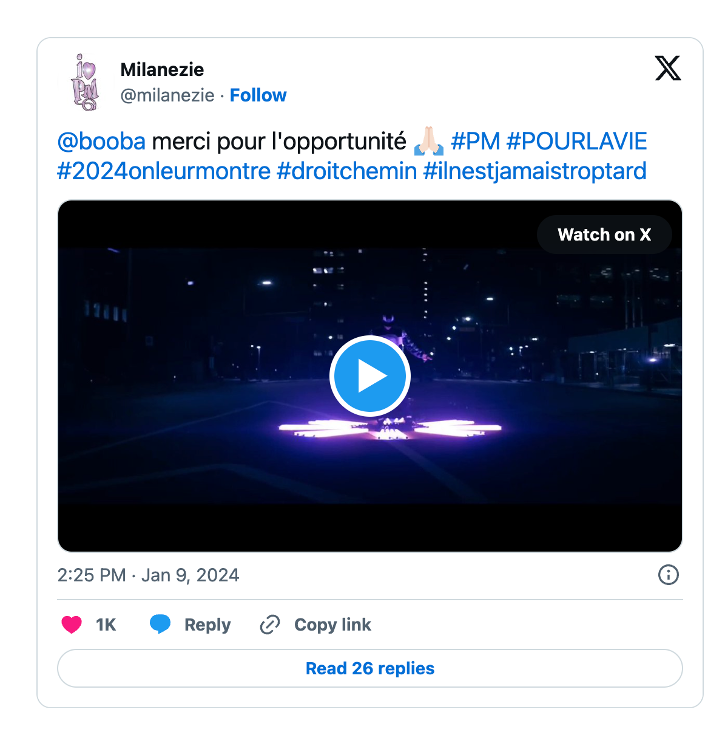 Milanezie
@milanezie · Follow
@booba merci pour l'opportunité 🙏🏻 #PM #POURLAVIE
#2024onleurmontre #droitchemin #ilnestjamaistroptard
Watch on X
2:25 PM · Jan 9, 2024
1K Reply Copy link
Read 26 replies